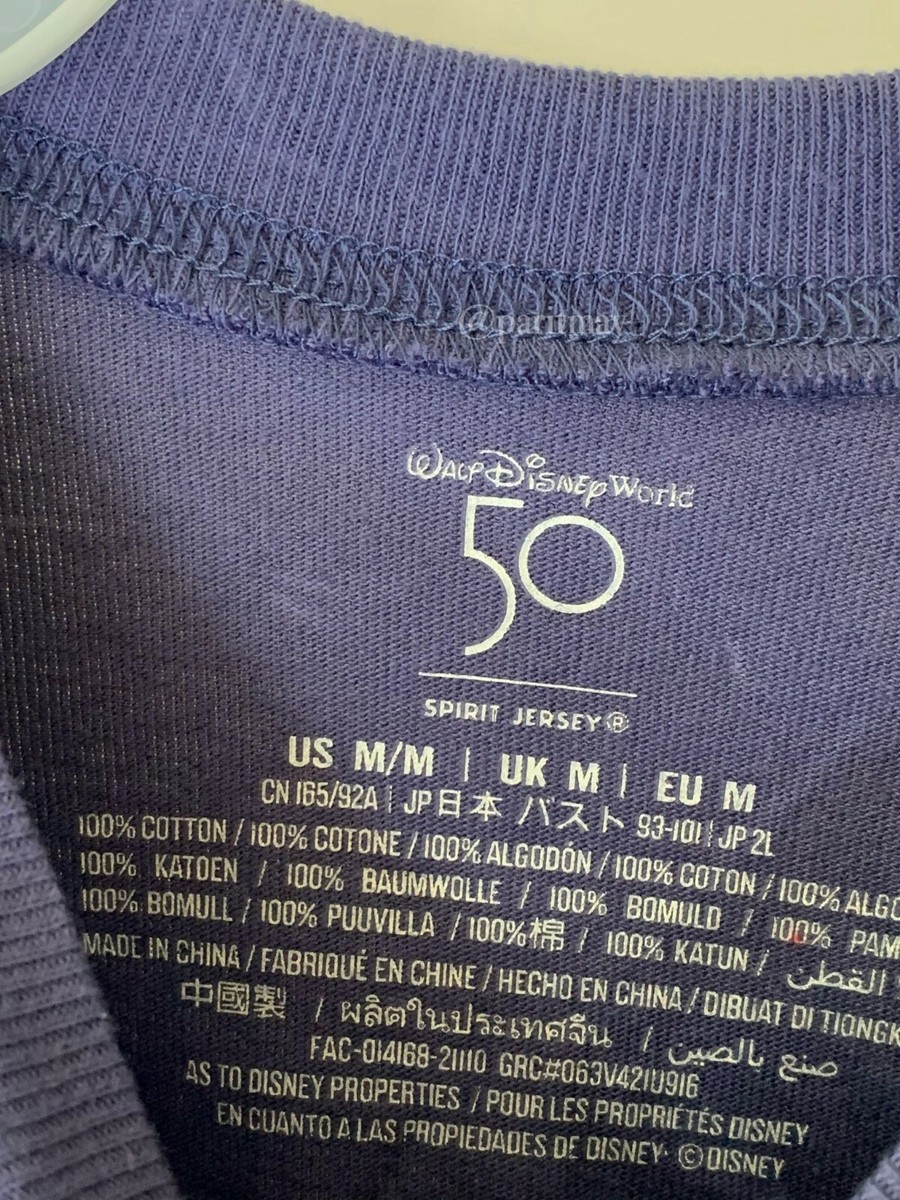 @pariimay
Walt Disney World
50
SPIRIT JERSEY®
US M/M | UK M | EU M
CN 165/92A | JP日本 バスト 93-101 | JP 2L
100% COTTON / 100% COTONE / 100% ALGODÓN / 100% COTON / 100% ALGO
100% KATOEN / 100% BAUMWOLLE / 100% BOMULD / 100% PAM
100% BOMULL / 100% PUUVILLA / 100%棉 / 100% KATUN / القطن
MADE IN CHINA / FABRIQUÉ EN CHINE / HECHO EN CHINA / DIBUAT DI TIONGK
中國製 / ผลิตในประเทศจีน / صنع بالصين
FAC-014168-21110 GRC#063V421U916
AS TO DISNEY PROPERTIES / POUR LES PROPRIÉTÉS DISNEY
EN CUANTO A LAS PROPIEDADES DE DISNEY· ©DISNEY